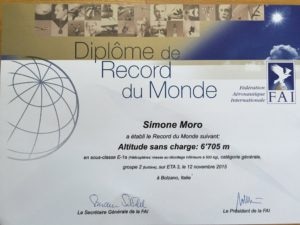 Diplôme de
Record
du Monde
Fédération
Aéronautique
Internationale
FAI
Simone Moro
a établi le Record du Monde suivant:
Altitude sans charge: 6'705 m
en sous-classe E-1a (Hélicoptères: masse au décollage inférieure à 500 kg), catégorie générale,
groupe 2 (turbine), sur ETA 3, le 12 novembre 2015
à Bolzano, Italie
Le Secrétaire Générale de la FAI
Le Président de la FAI